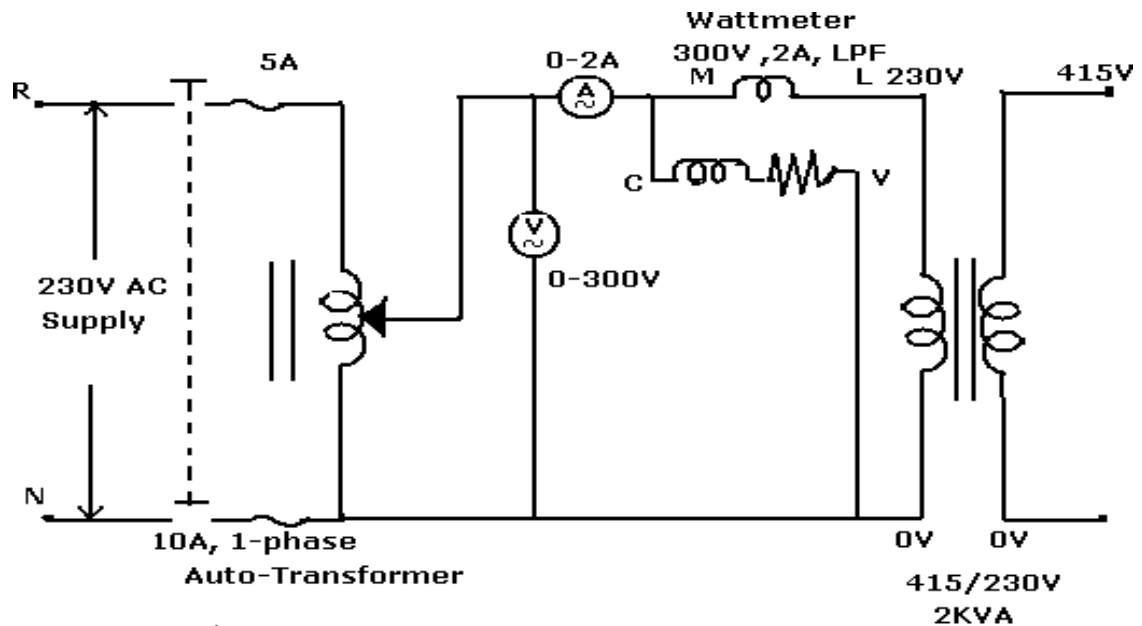 Wattmeter
300V ,2A, LPF
5A
0-2A
M
L 230V
415V
R
A
C
V
V
230V AC
Supply
0-300V
N
10A, 1-phase
Auto-Transformer
0V
0V
415/230V
2KVA